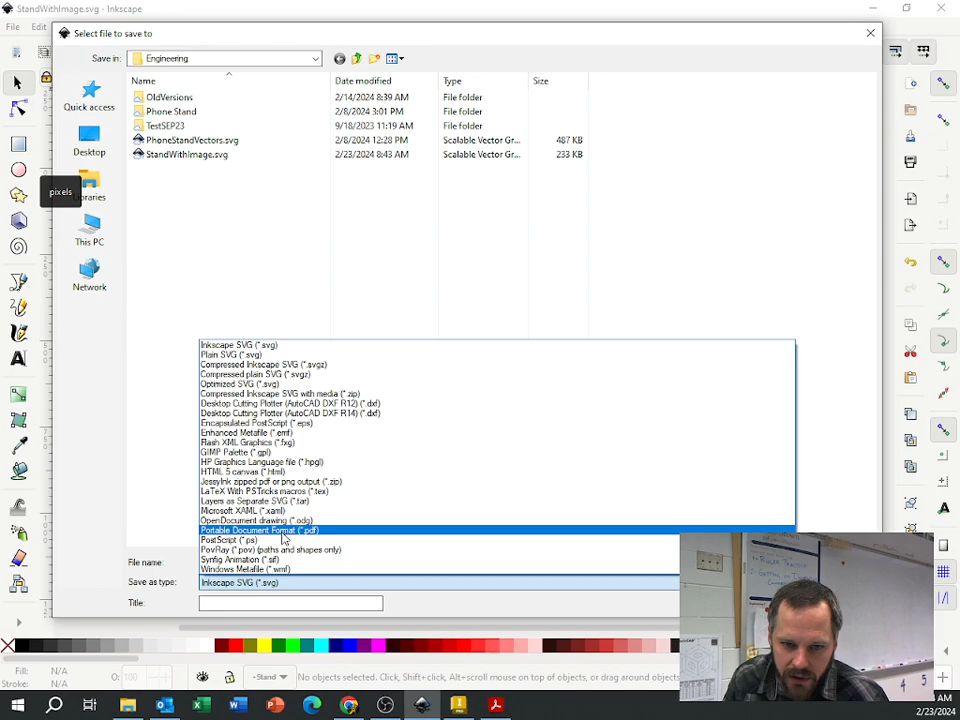 StandWithImage.svg - Inkscape
File Edit
Select file to save to
Save in: Engineering
Name Date modified Type Size
OldVersions 2/14/2024 8:39 AM File folder
Phone Stand 2/8/2024 3:01 PM File folder
TestSEP23 9/18/2023 11:19 AM File folder
PhoneStandVectors.svg 2/8/2024 12:28 PM Scalable Vector Gr... 487 KB
StandWithImage.svg 2/23/2024 8:43 AM Scalable Vector Gr... 233 KB
Quick access
Desktop
pixels
Libraries
This PC
Network
Inkscape SVG (*.svg)
Plain SVG (*.svg)
Compressed Inkscape SVG (*.svgz)
Compressed plain SVG (*.svgz)
Optimized SVG (*.svg)
Compressed Inkscape SVG with media (*.zip)
Desktop Cutting Plotter (AutoCAD DXF R12) (*.dxf)
Desktop Cutting Plotter (AutoCAD DXF R14) (*.dxf)
Encapsulated PostScript (*.eps)
Enhanced Metafile (*.emf)
Flash XML Graphics (*.fxg)
GIMP Palette (*.gpl)
HP Graphics Language file (*.hpgl)
HTML 5 canvas (*.html)
JessyInk zipped pdf or png output (*.zip)
LaTeX With PSTricks macros (*.tex)
Layers as Separate SVG (*.tar)
Microsoft XAML (*.xaml)
OpenDocument drawing (*.odg)
Portable Document Format (*.pdf)
PostScript (*.ps)
PovRay (*.pov) (paths and shapes only)
Synfig Animation (*.sif)
Windows Metafile (*.wmf)
File name:
Save as type: Inkscape SVG (*.svg)
Title:
Fill: N/A
Stroke: N/A
O: 100
Stand
No objects selected. Click, Shift+click, Alt+scroll mouse on top of objects, or drag around objects
AM
2/23/2024